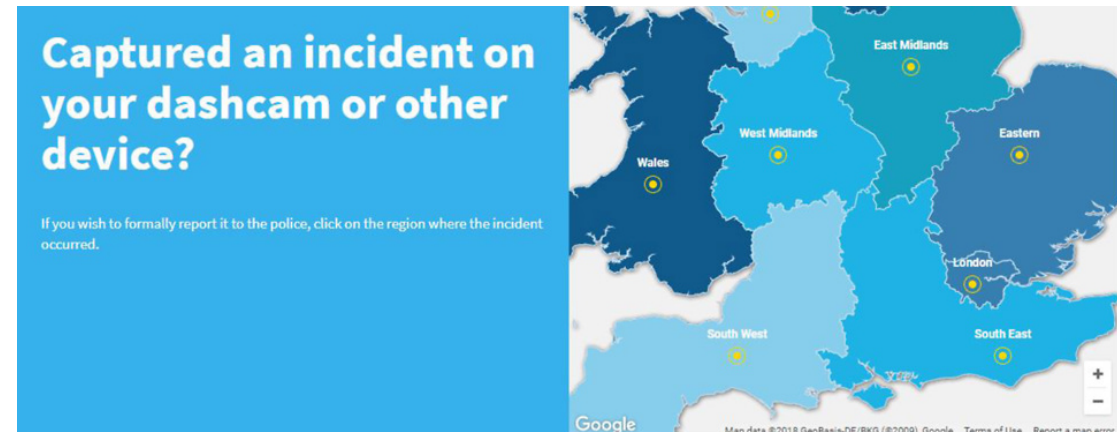 Captured an incident on
your dashcam or other
device?
If you wish to formally report it to the police, click on the region where the incident
occurred.
East Midlands
West Midlands
Eastern
Wales
London
South West
South East
+
−
Google
Map data ©2018 GeoBasis-DE/BKG (©2009), Google Terms of Use Report a map error